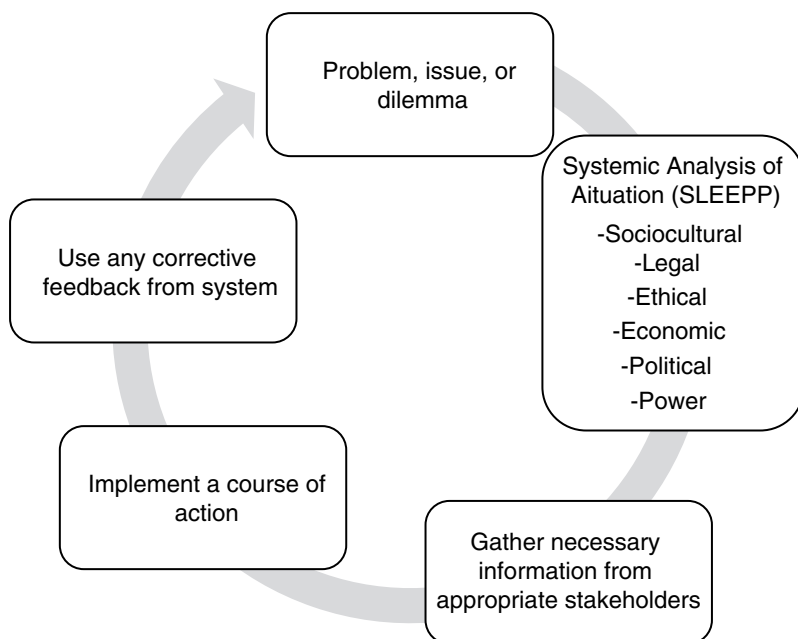 Problem, issue, or
dilemma
Systemic Analysis of
Aituation (SLEEPP)
-Sociocultural
-Legal
-Ethical
-Economic
-Political
-Power
Gather necessary
information from
appropriate stakeholders
Implement a course of
action
Use any corrective
feedback from system